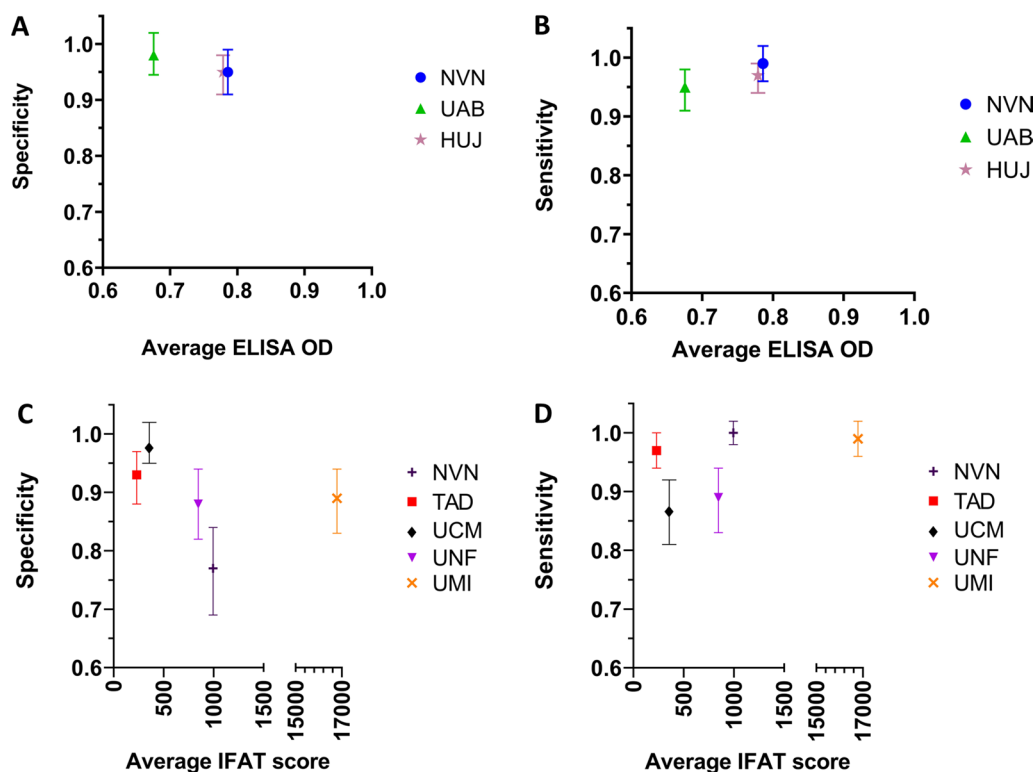 A
Specificity
1.0
0.9
0.8
0.7
0.6
0.6 0.7 0.8 0.9 1.0
Average ELISA OD
NVN
UAB
HUJ
B
Sensitivity
1.0
0.9
0.8
0.7
0.6
0.6 0.7 0.8 0.9 1.0
Average ELISA OD
NVN
UAB
HUJ
C
Specificity
1.0
0.9
0.8
0.7
0.6
0 500 1000 1500 15000 17000
Average IFAT score
NVN
TAD
UCM
UNF
UMI
D
Sensitivity
1.0
0.9
0.8
0.7
0.6
0 500 1000 1500 15000 17000
Average IFAT score
NVN
TAD
UCM
UNF
UMI